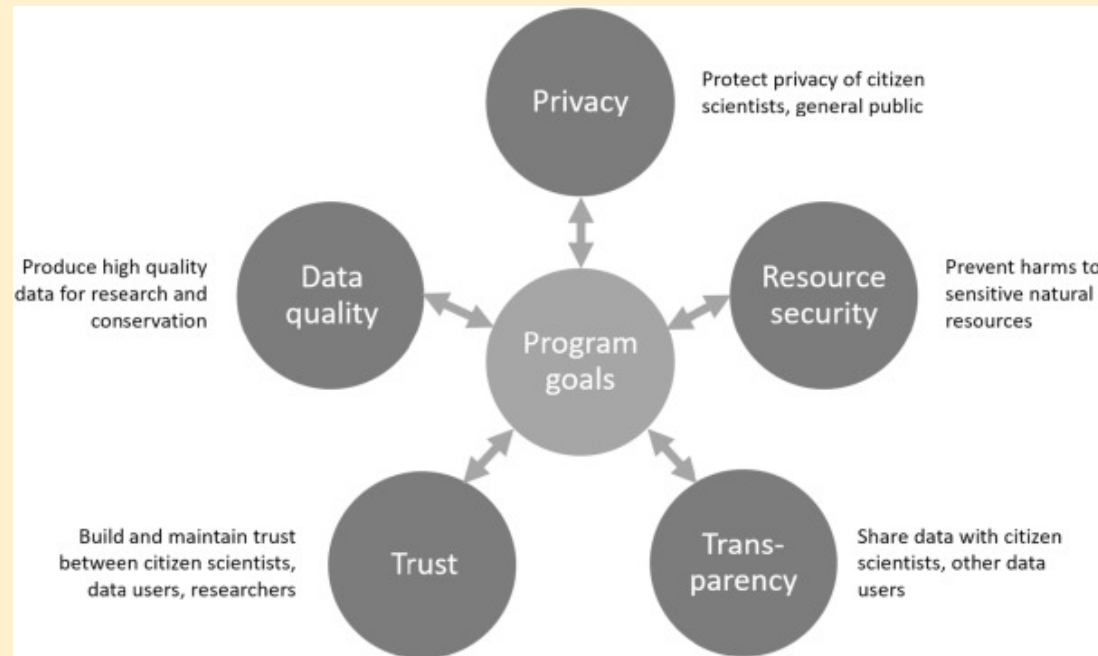 Privacy
Protect privacy of citizen
scientists, general public
Produce high quality
data for research and
conservation
Data
quality
Resource
security
Prevent harms to
sensitive natural
resources
Program
goals
Build and maintain trust
between citizen scientists,
data users, researchers
Trust
Trans-
parency
Share data with citizen
scientists, other data
users